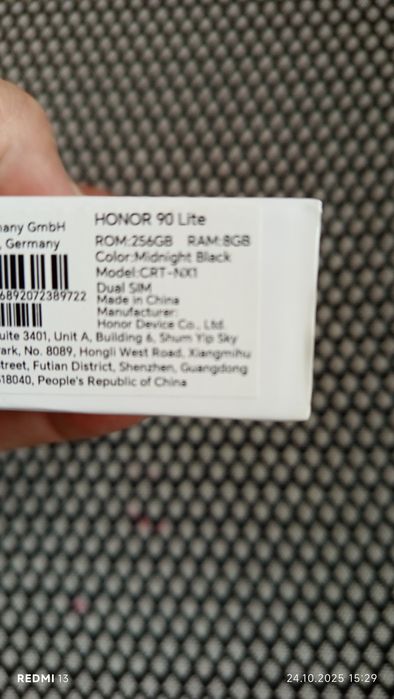 many GmbH
, Germany
6892072389722
HONOR 90 Lite
ROM:256GB RAM:8GB
Color:Midnight Black
Model:CRT-NX1
Dual SIM
Made in China
Manufacturer:
Honor Device Co., Ltd.
uite 3401, Unit A, Building 6, Shum Yip Sky
ark, No. 8089, Hongli West Road, Xiangmihu
treet, Futian District, Shenzhen, Guangdong
518040, People's Republic of China
REDMI 13
24.10.2025 15:29